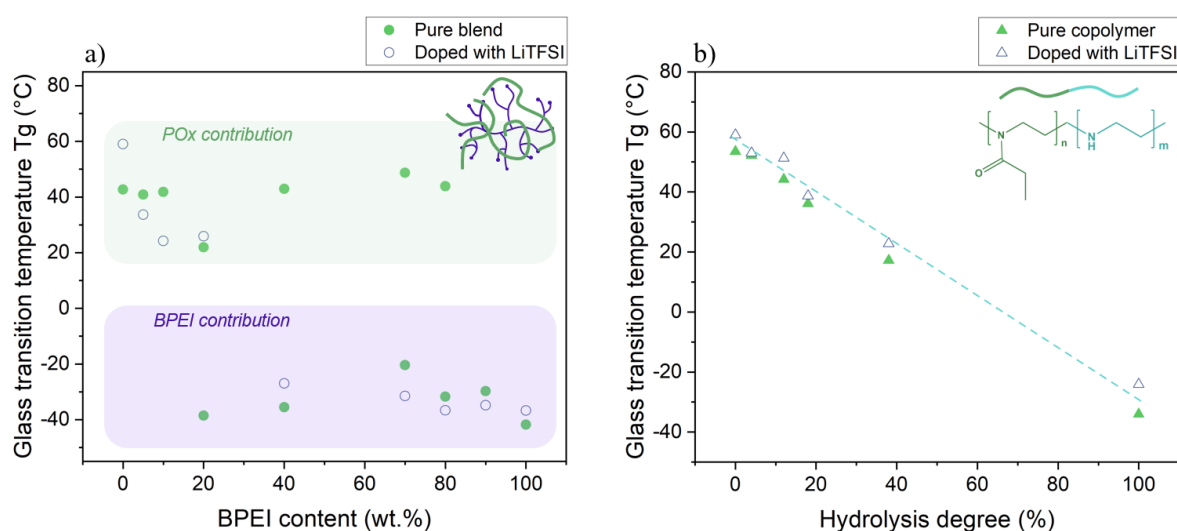 Pure blend
Doped with LiTFSI
a)
Glass transition temperature Tg (°C)
80
60
40
20
0
-20
-40
POx contribution
BPEI contribution
0 20 40 60 80 100
BPEI content (wt.%)
Pure copolymer
Doped with LiTFSI
b)
Glass transition temperature Tg (°C)
80
60
40
20
0
-20
-40
N
n
N
H
m
O
0 20 40 60 80 100
Hydrolysis degree (%)